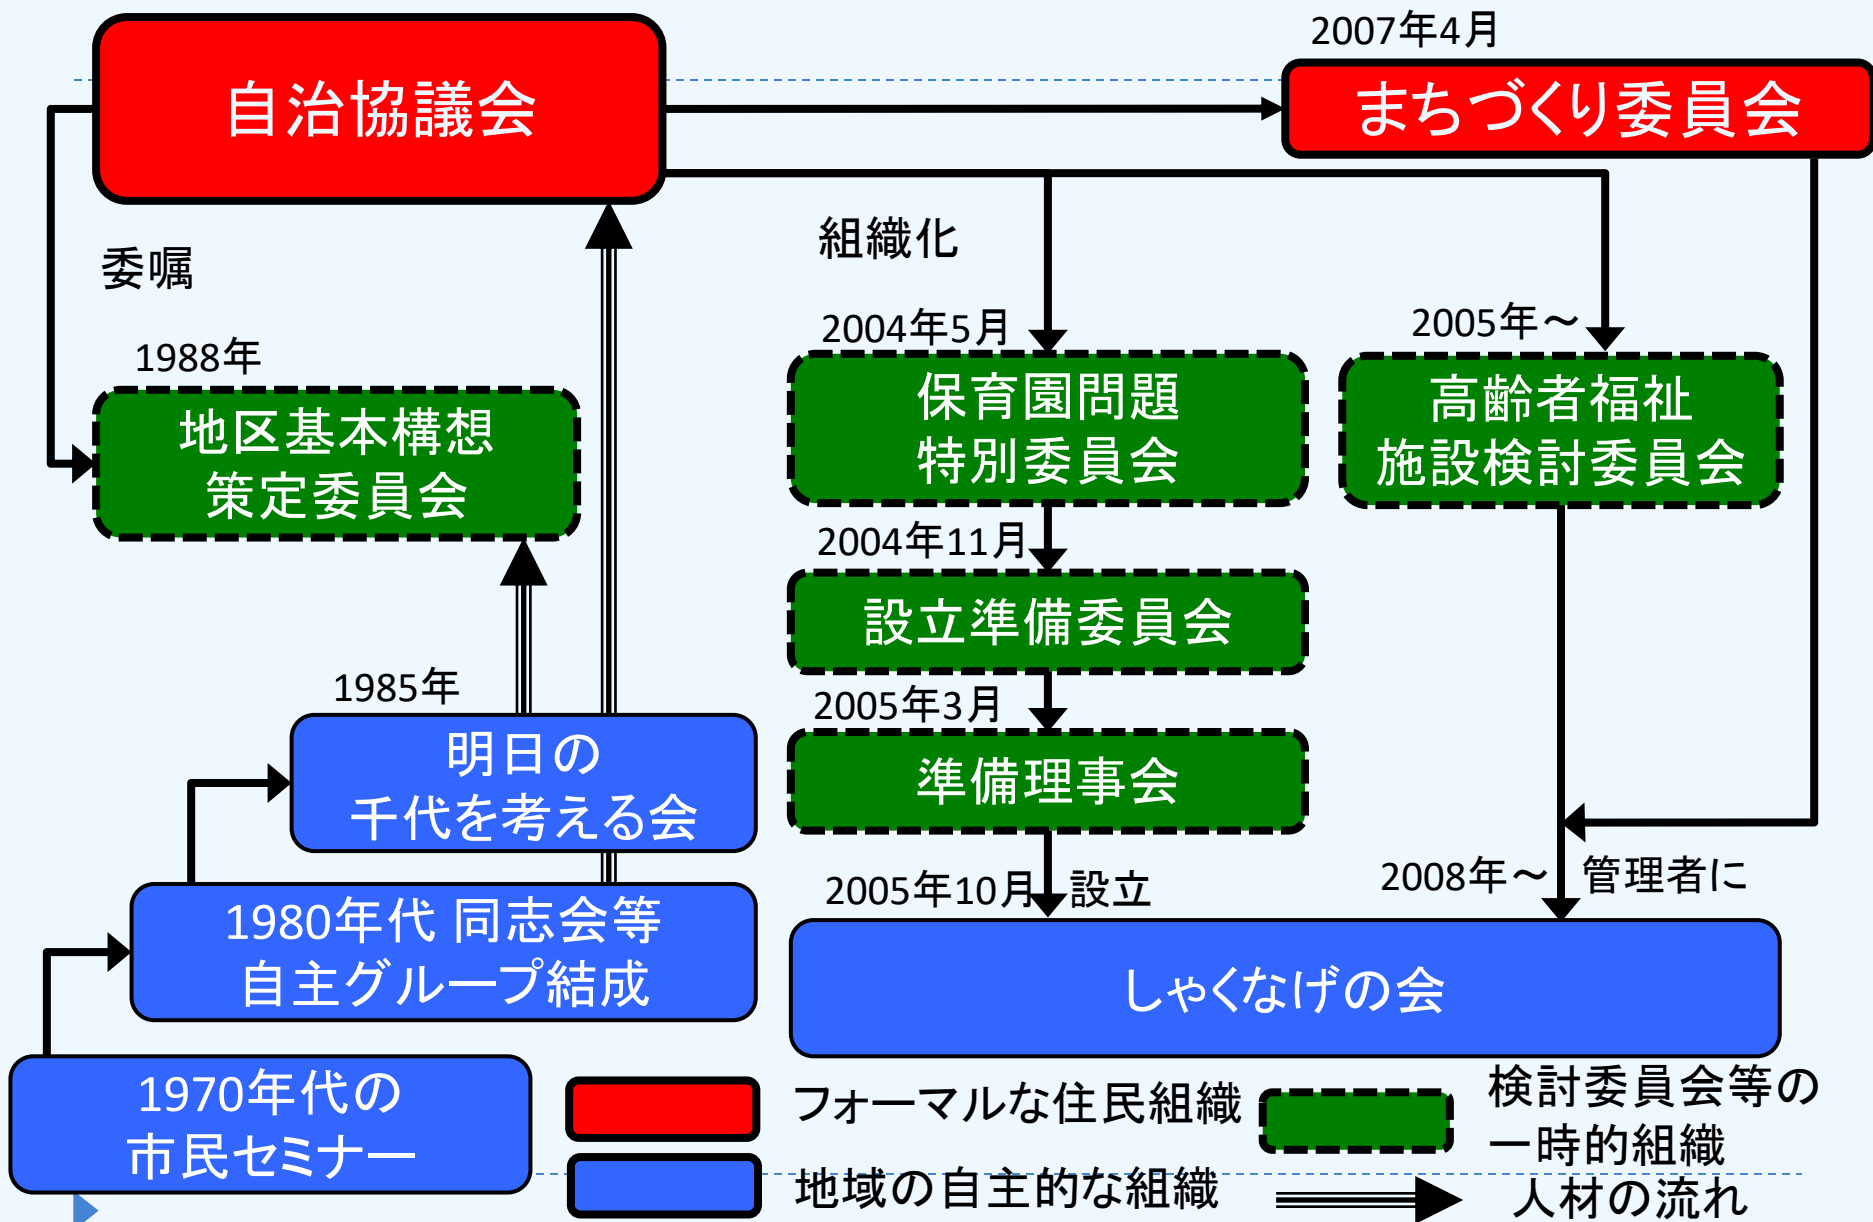 自治協議会
2007年4月
まちづくり委員会
委嘱
組織化
1988年
地区基本構想
策定委員会
2004年5月
保育園問題
特別委員会
2005年～
高齢者福祉
施設検討委員会
2004年11月
設立準備委員会
2005年3月
準備理事会
1985年
明日の
千代を考える会
1980年代 同志会等
自主グループ結成
1970年代の
市民セミナー
2005年10月
設立
2008年～
管理者に
しゃくなげの会
フォーマルな住民組織
検討委員会等の
一時的組織
地域の自主的な組織
人材の流れ